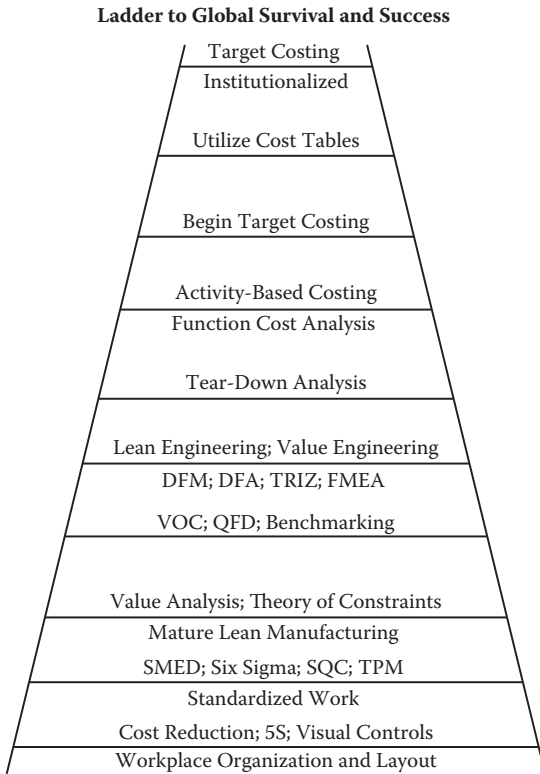 Ladder to Global Survival and Success
Target Costing
Institutionalized
Utilize Cost Tables
Begin Target Costing
Activity-Based Costing
Function Cost Analysis
Tear-Down Analysis
Lean Engineering; Value Engineering
DFM; DFA; TRIZ; FMEA
VOC; QFD; Benchmarking
Value Analysis; Theory of Constraints
Mature Lean Manufacturing
SMED; Six Sigma; SQC; TPM
Standardized Work
Cost Reduction; 5S; Visual Controls
Workplace Organization and Layout